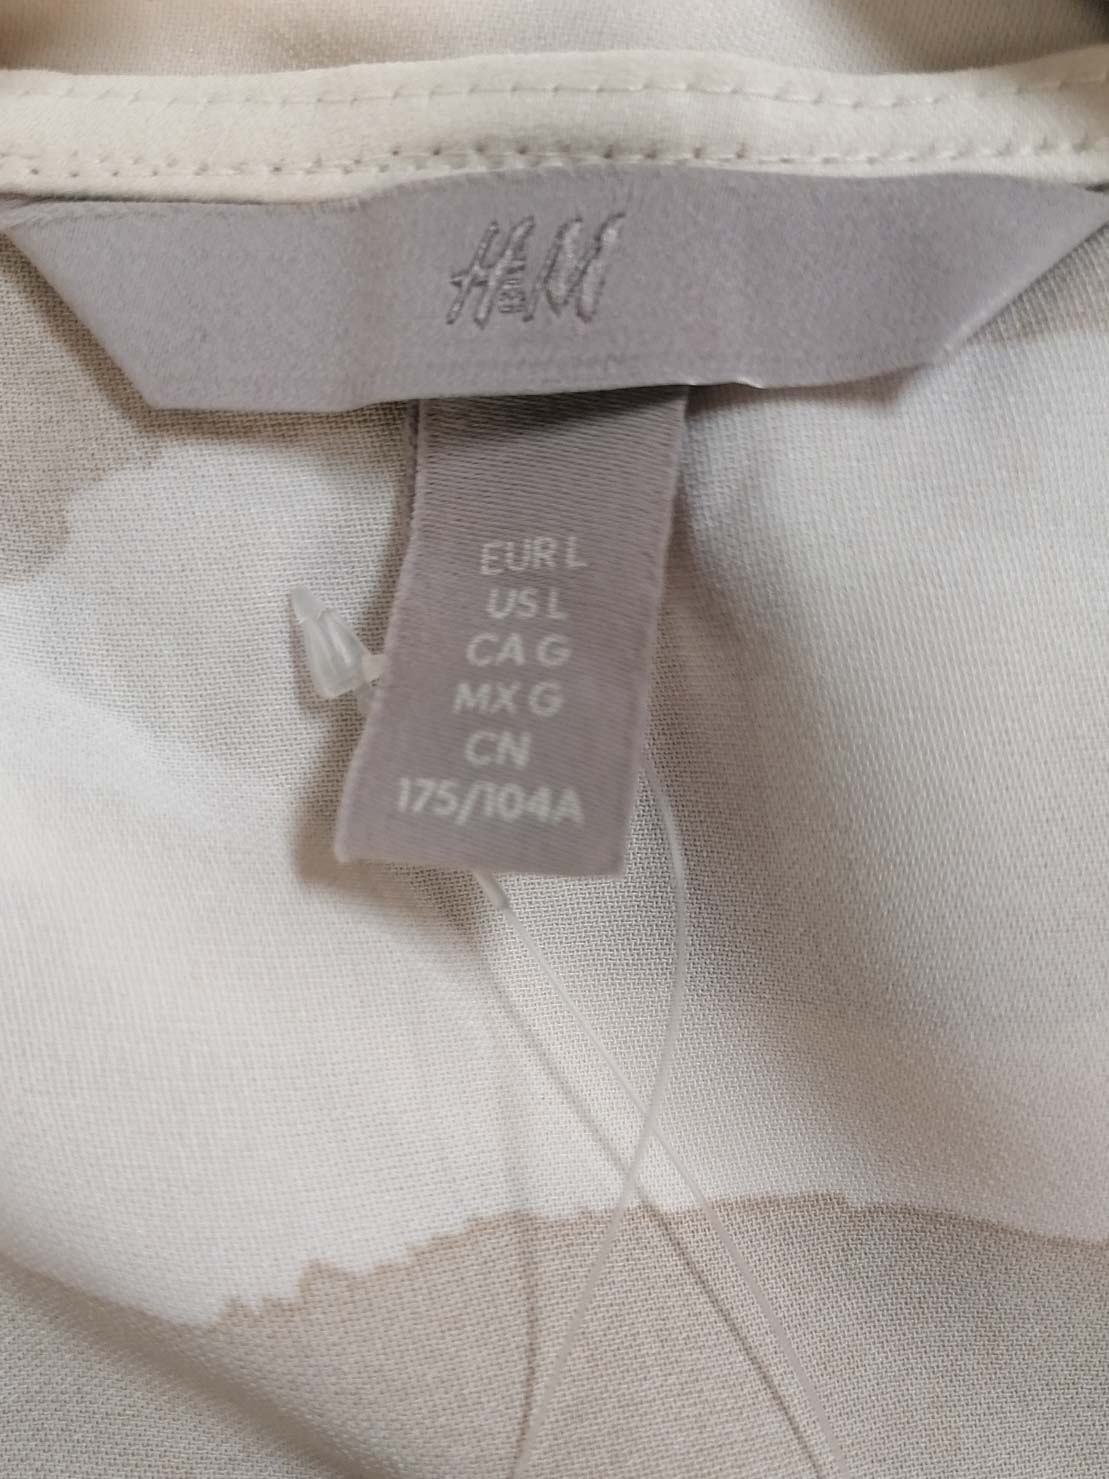 H&M
EUR L
US L
CA G
MX G
CN
175/104A